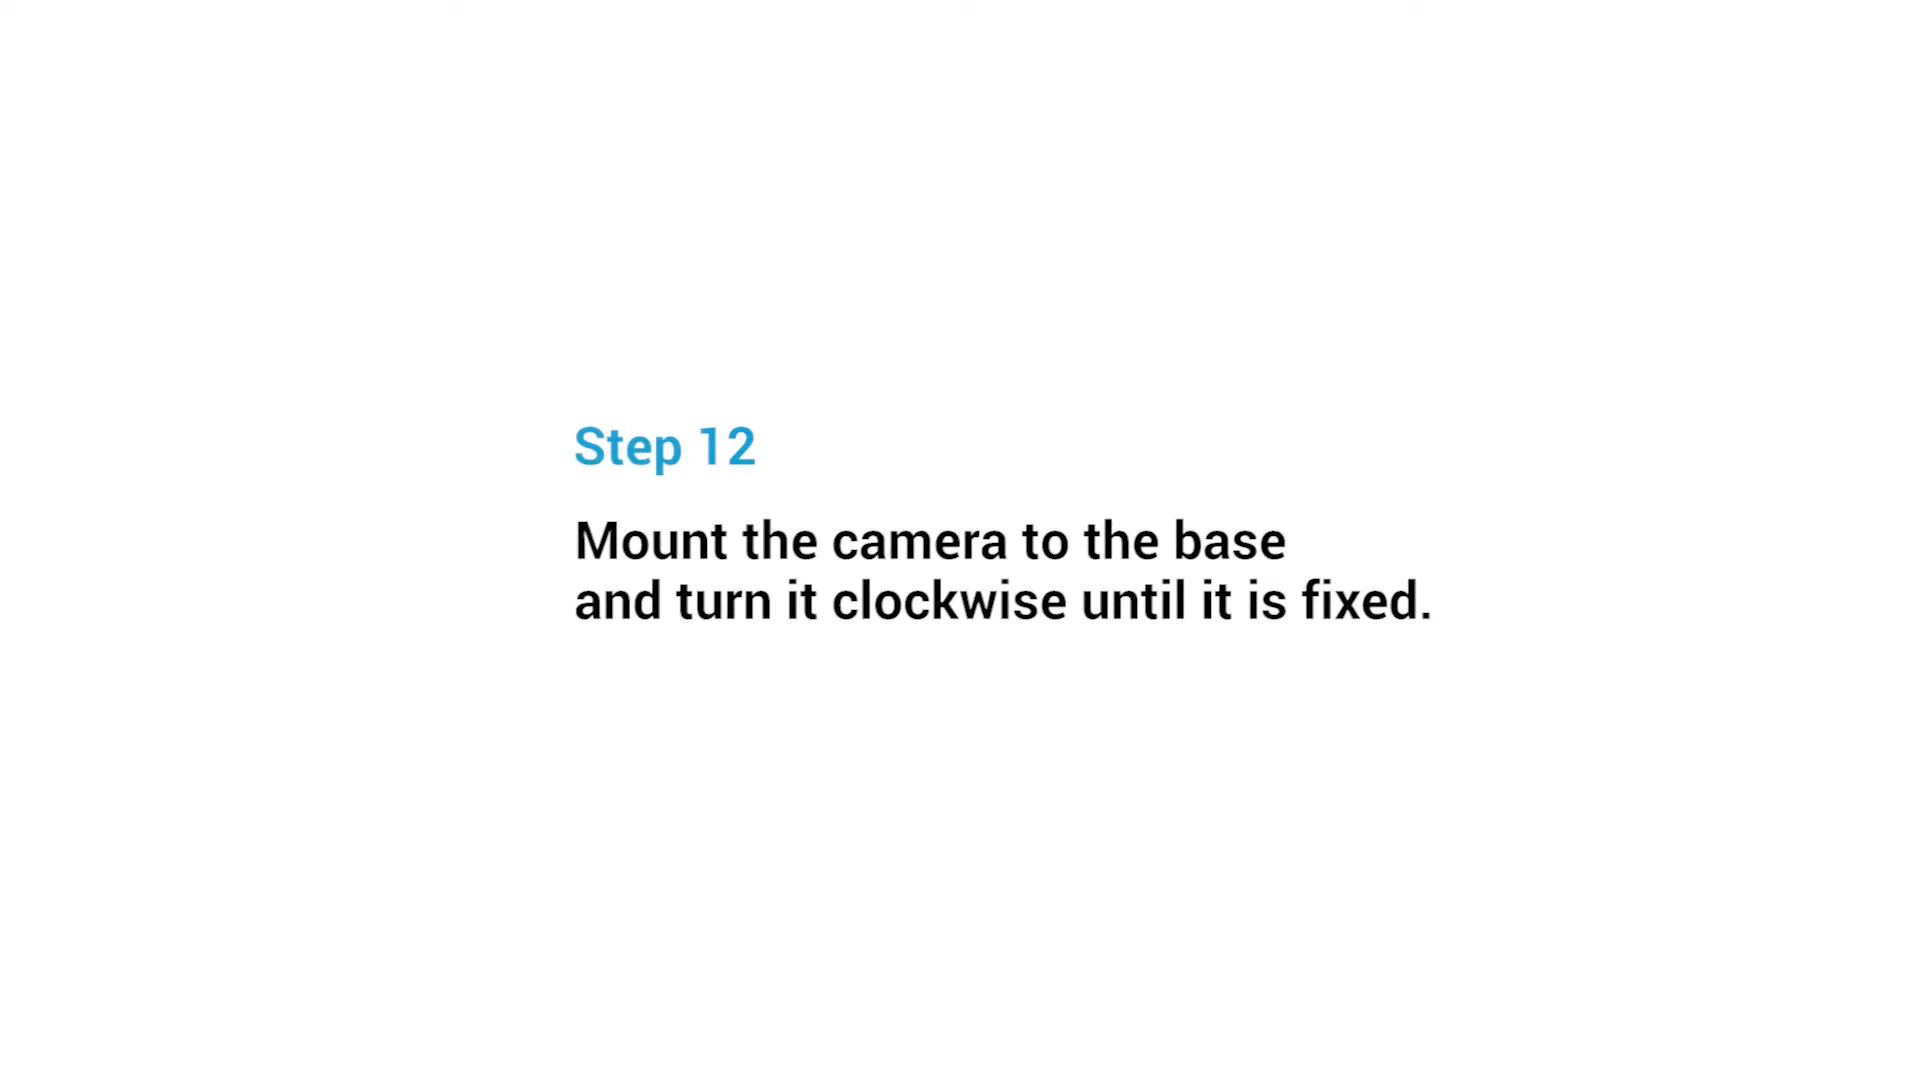 Step 12
Mount the camera to the base
and turn it clockwise until it is fixed.